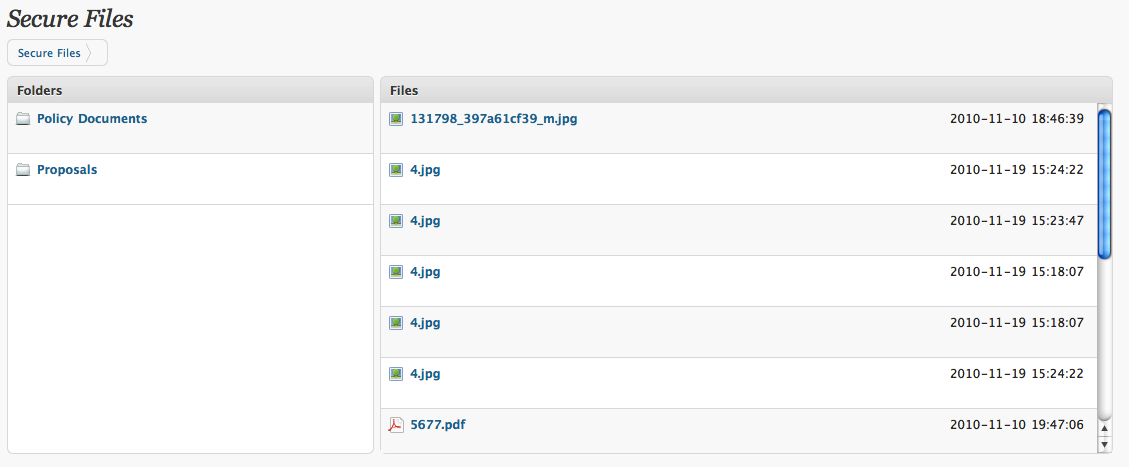 Secure Files
Secure Files
Folders
Policy Documents
Proposals
Files
131798_397a61cf39_m.jpg 2010-11-10 18:46:39
4.jpg 2010-11-19 15:24:22
4.jpg 2010-11-19 15:23:47
4.jpg 2010-11-19 15:18:07
4.jpg 2010-11-19 15:18:07
4.jpg 2010-11-19 15:24:22
5677.pdf 2010-11-10 19:47:06